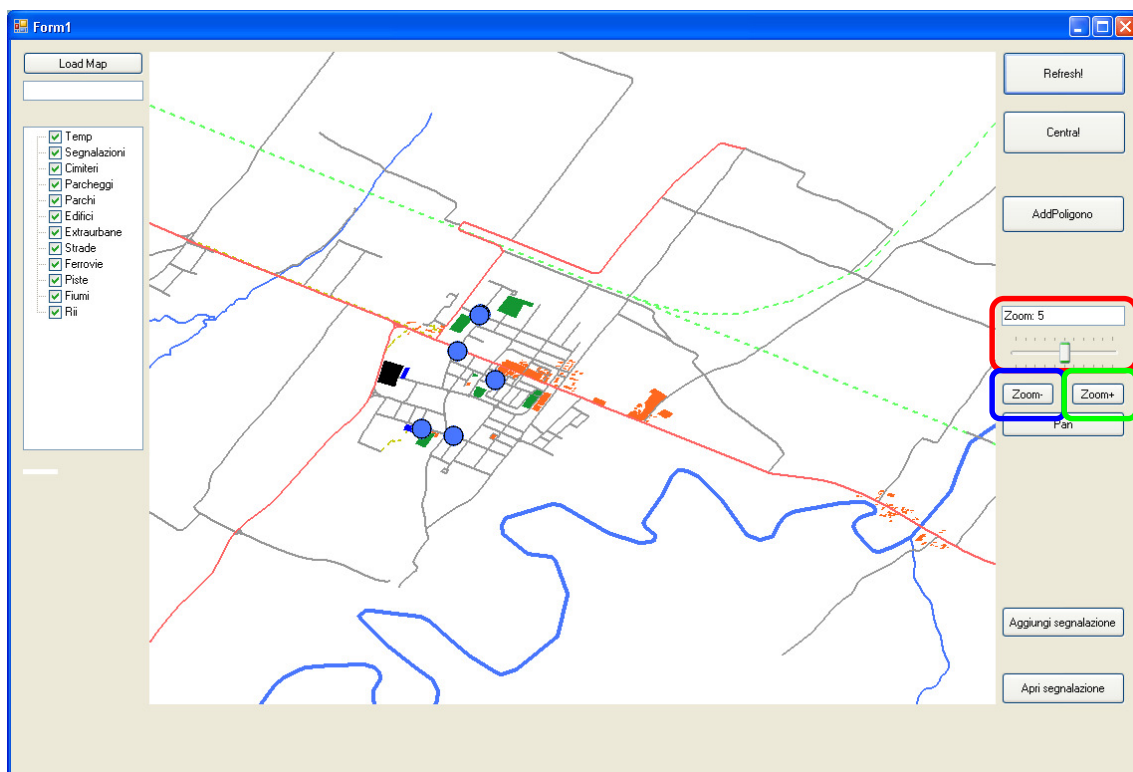 Form1
Load Map
Temp
Segnalazioni
Cimiteri
Parcheggi
Parchi
Edifici
Extraurbane
Strade
Ferrovie
Piste
Fiumi
Rii
Refresh!
Centra!
AddPoligono
Zoom: 5
Zoom- Zoom+
Pan
Aggiungi segnalazione
Apri segnalazione